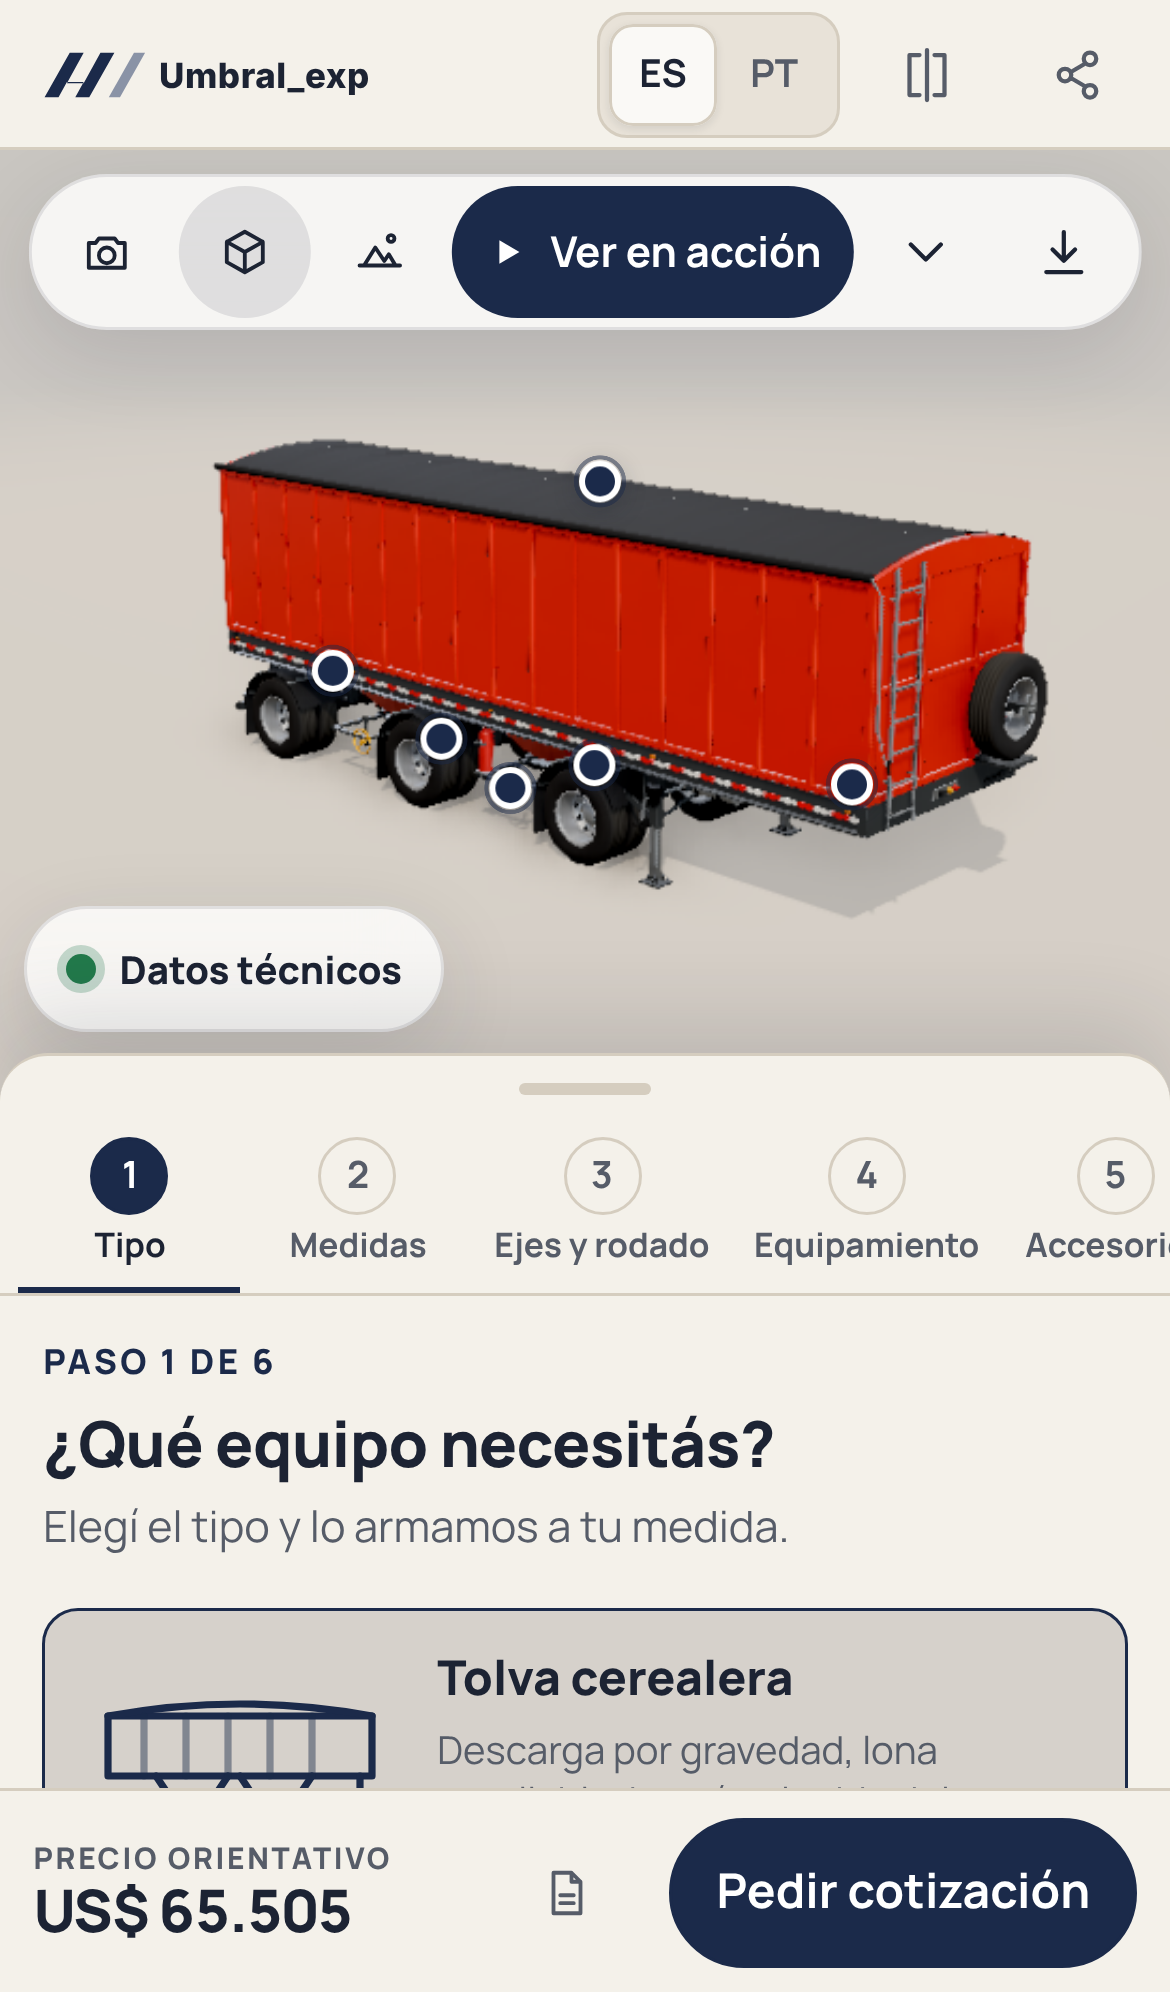 Umbral_exp
ES
PT
Ver en acción
Datos técnicos
1
2
3
4
5
Tipo
Medidas
Ejes y rodado
Equipamiento
PASO 1 DE 6
¿Qué equipo necesitás?
Elegí el tipo y lo armamos a tu medida.
Tolva cerealera
Descarga por gravedad, lona
PRECIO ORIENTATIVO
US$ 65.505
Pedir cotización